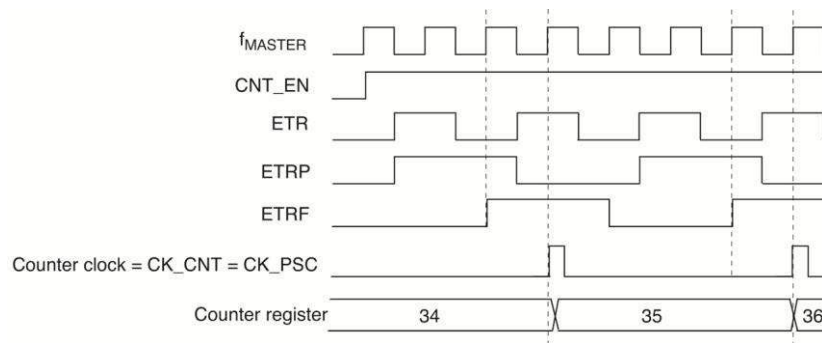 fMASTER
CNT_EN
ETR
ETRP
ETRF
Counter clock = CK_CNT = CK_PSC
Counter register 34 35 36